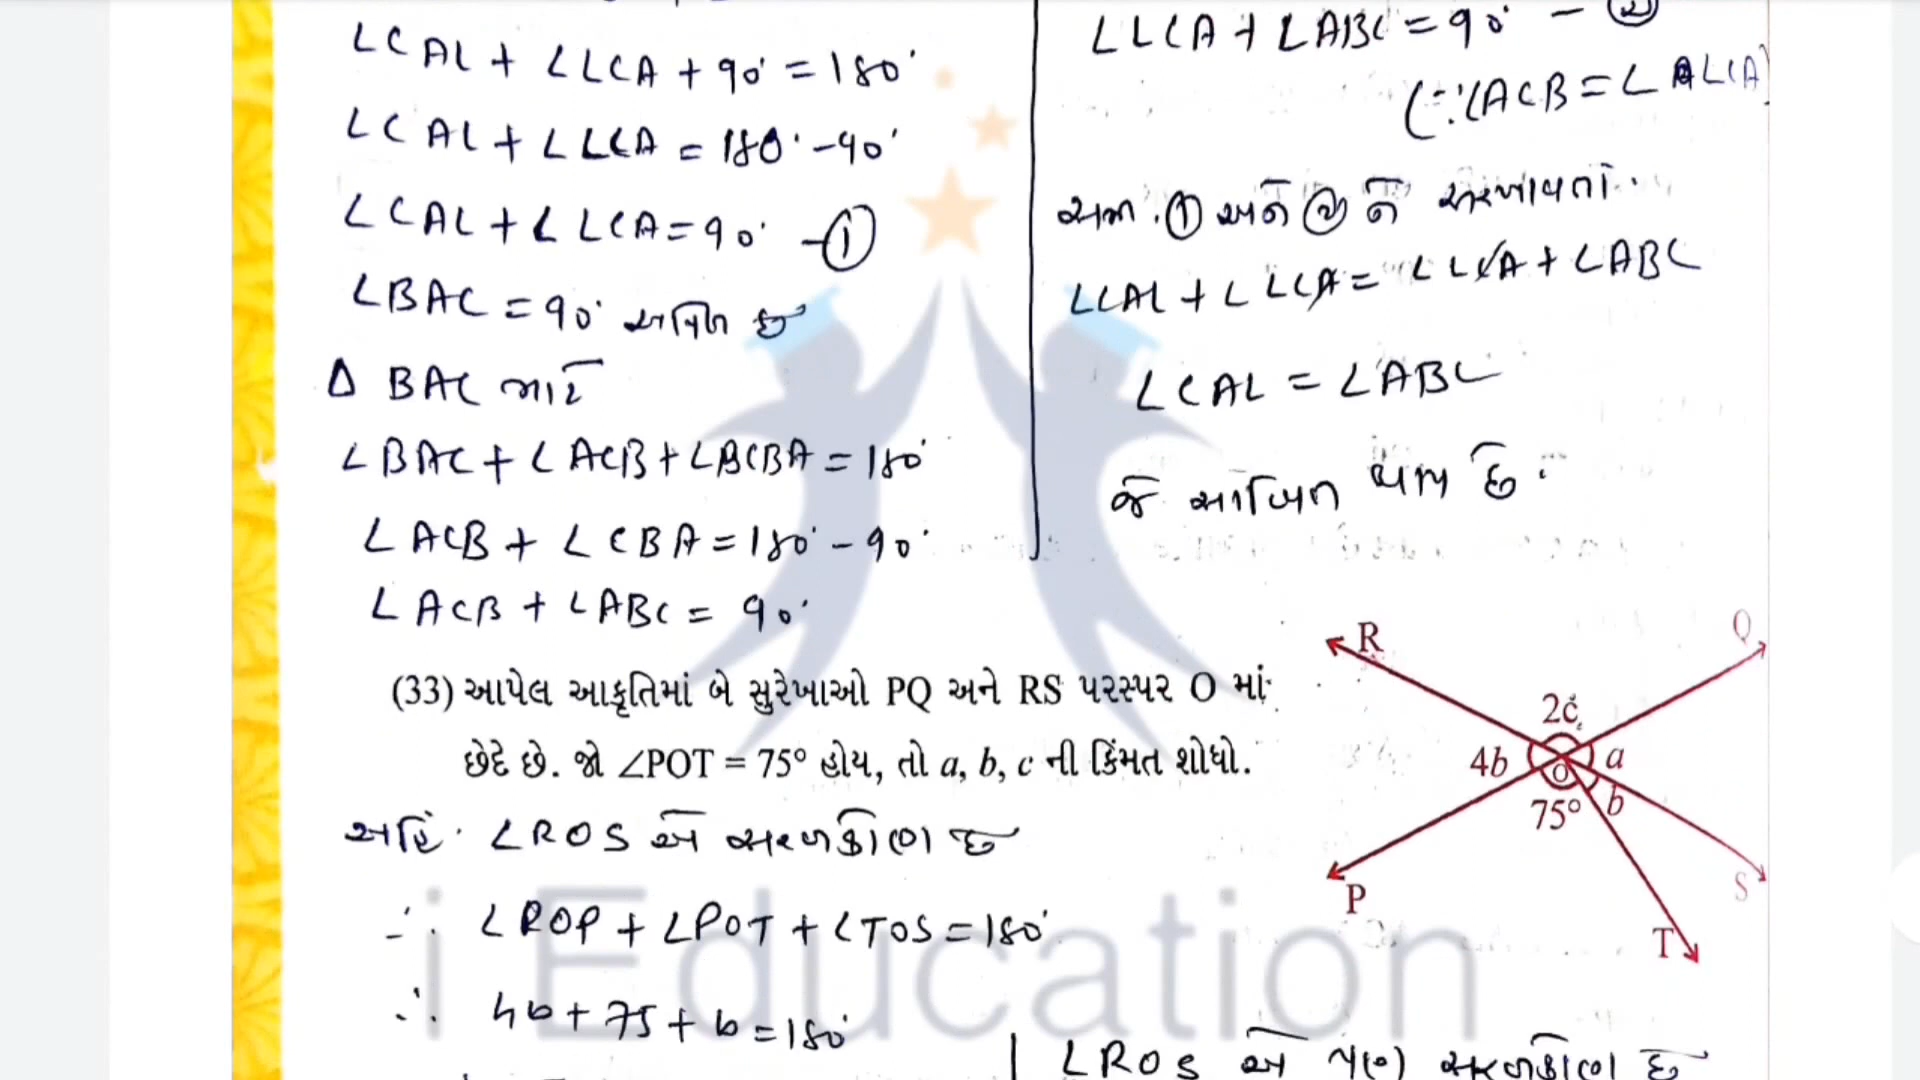 ∠CAL + ∠LCA + 90° = 180°
∠CAL + ∠LCA = 180° - 90°
∠CAL + ∠LCA = 90° - ①
∠BAC = 90° આપેલ છે
Δ BAC માટે
∠BAC + ∠ACB + ∠BCBA = 180°
∠ACB + ∠CBA = 180° - 90°
∠ACB + ∠ABC = 90°
∠LCA + ∠ABC = 90° - ②
(∵ ∠ACB = ∠LCA)
સમી. ① અને ② ને સરખાવતાં.
∠CAL + ∠LCA = ∠LCA + ∠ABC
∠CAL = ∠ABC
જે સાબિત થાય છે.
(33) આપેલ આકૃતિમાં બે સુરેખાઓ PQ અને RS પરસ્પર O માં
છેદે છે. જો ∠POT = 75° હોય, તો a, b, c ની કિંમત શોધો.
R
Q
2c
4b
a
O
75°
b
P
S
T
અહિં. ∠ROS એ સરળકોણ છે
∴ ∠ROP + ∠POT + ∠TOS = 180°
∴ 4b + 75 + b = 180°
∠ROS એ પણ સરળકોણ છે
i Education